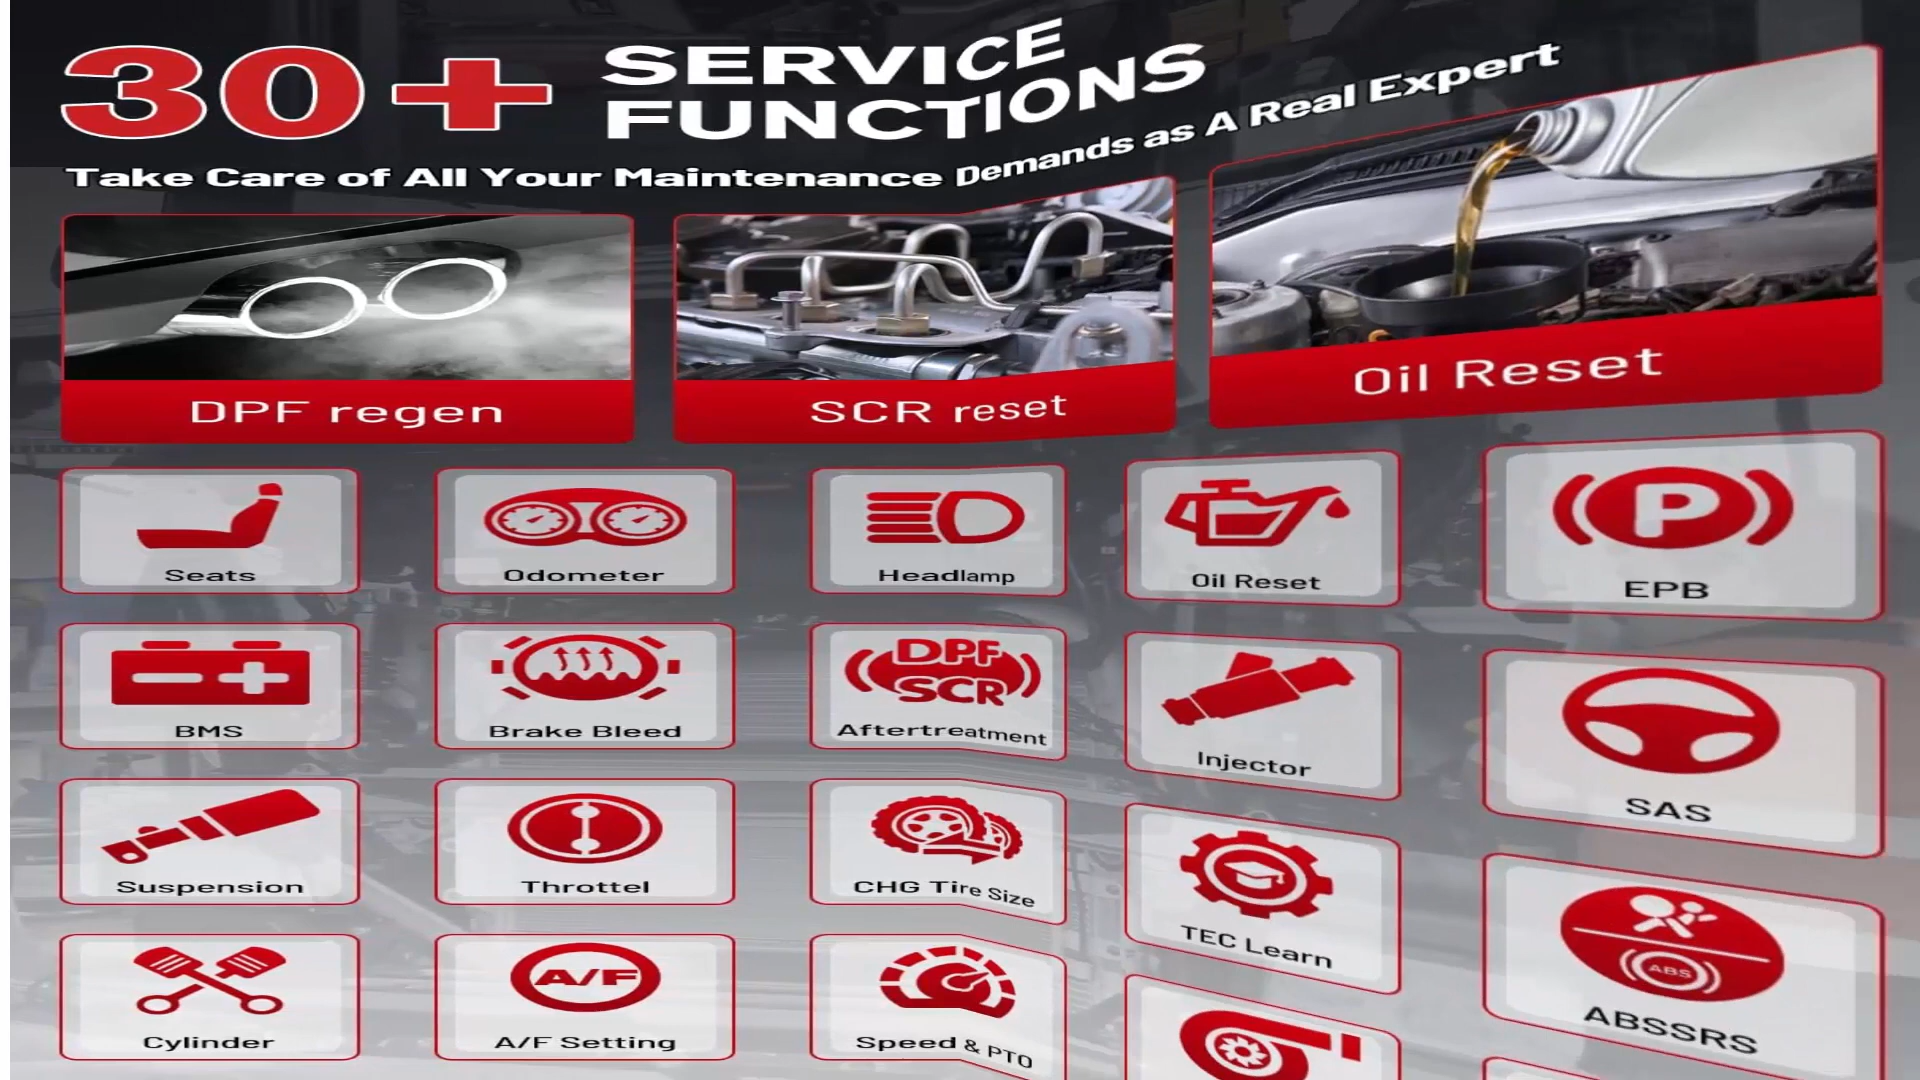 30+ SERVICE
FUNCTIONS
Take Care of All Your Maintenance Demands as A Real Expert
DPF regen
SCR reset
Oil Reset
Seats
Odometer
Headlamp
Oil Reset
EPB
BMS
Brake Bleed
DPF
SCR
Aftertreatment
Injector
P
SAS
Suspension
Throttel
CHG Tire Size
TEC Learn
ABS
ABSSRS
Cylinder
A/F
A/F Setting
Speed & PTO